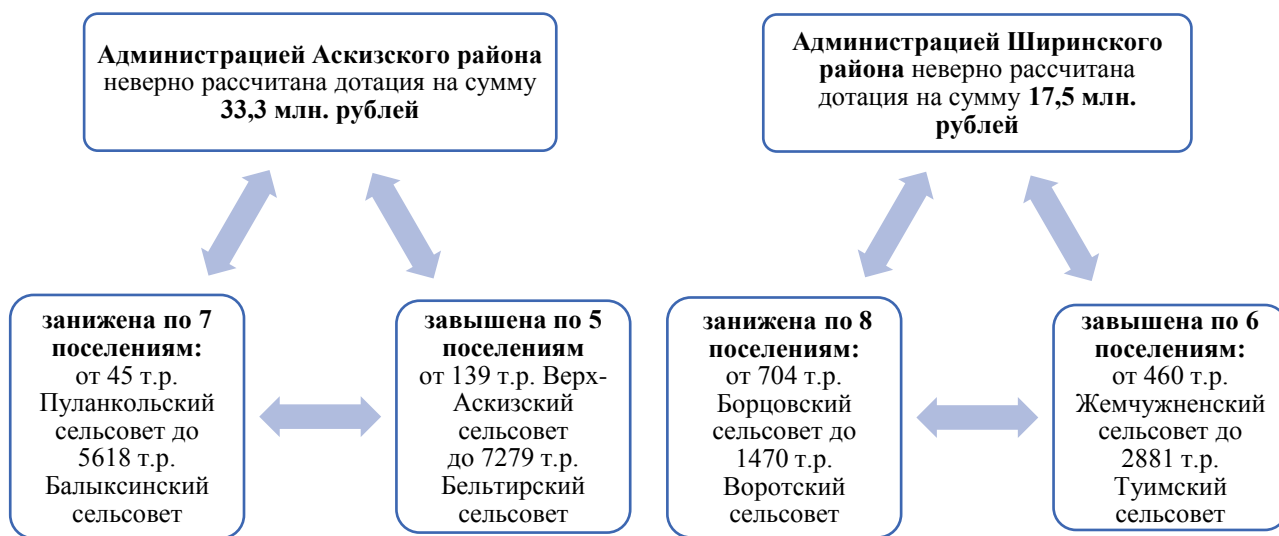 Администрацией Аскизского района
неверно рассчитана дотация на сумму
33,3 млн. рублей
занижена по 7
поселениям:
от 45 т.р.
Пуланкольский
сельсовет до
5618 т.р.
Балыксинский
сельсовет
завышена по 5
поселениям
от 139 т.р. Верх-
Аскизский
сельсовет
до 7279 т.р.
Бельтирский
сельсовет
Администрацией Ширинского
района неверно рассчитана
дотация на сумму 17,5 млн.
рублей
занижена по 8
поселениям:
от 704 т.р.
Борцовский
сельсовет до
1470 т.р.
Воротский
сельсовет
завышена по 6
поселениям:
от 460 т.р.
Жемчужненский
сельсовет до
2881 т.р.
Туимский
сельсовет